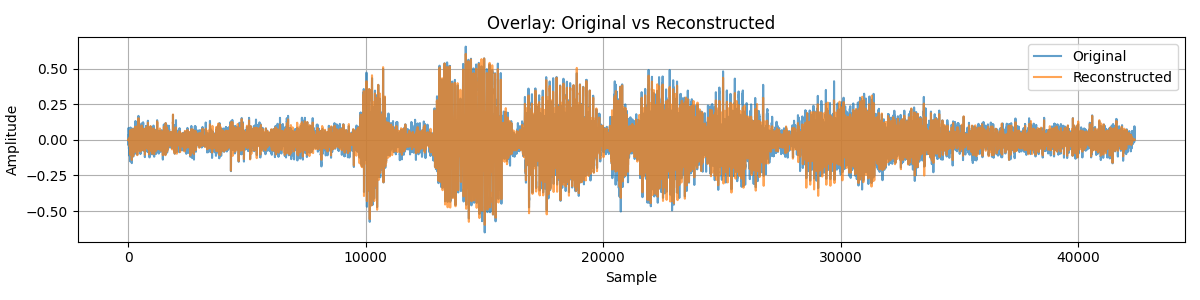 Overlay: Original vs Reconstructed
Original
Reconstructed
Amplitude
0.50
0.25
0.00
−0.25
−0.50
0
10000
20000
30000
40000
Sample